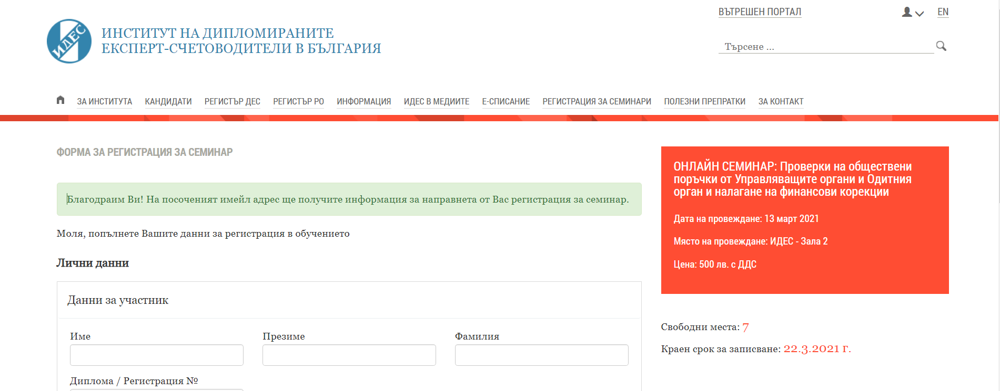 ВЪТРЕШЕН ПОРТАЛ
EN
ИДЕС
ИНСТИТУТ НА ДИПЛОМИРАНИТЕ
ЕКСПЕРТ-СЧЕТОВОДИТЕЛИ В БЪЛГАРИЯ
Търсене ...
ЗА ИНСТИТУТА КАНДИДАТИ РЕГИСТЪР ДЕС РЕГИСТЪР РО ИНФОРМАЦИЯ ИДЕС В МЕДИИТЕ Е-СПИСАНИЕ РЕГИСТРАЦИЯ ЗА СЕМИНАРИ ПОЛЕЗНИ ПРЕПРАТКИ ЗА КОНТАКТ
ФОРМА ЗА РЕГИСТРАЦИЯ ЗА СЕМИНАР
Благодраим Ви! На посоченият имейл адрес ще получите информация за направнета от Вас регистрация за семинар.
Моля, попълнете Вашите данни за регистрация в обучението
Лични данни
Данни за участник
Име Презиме Фамилия
Диплома / Регистрация №
ОНЛАЙН СЕМИНАР: Проверки на обществени
поръчки от Управляващите органи и Одитния
орган и налагане на финансови корекции
Дата на провеждане: 13 март 2021
Място на провеждане: ИДЕС - Зала 2
Цена: 500 лв. с ДДС
Свободни места: 7
Краен срок за записване: 22.3.2021 г.